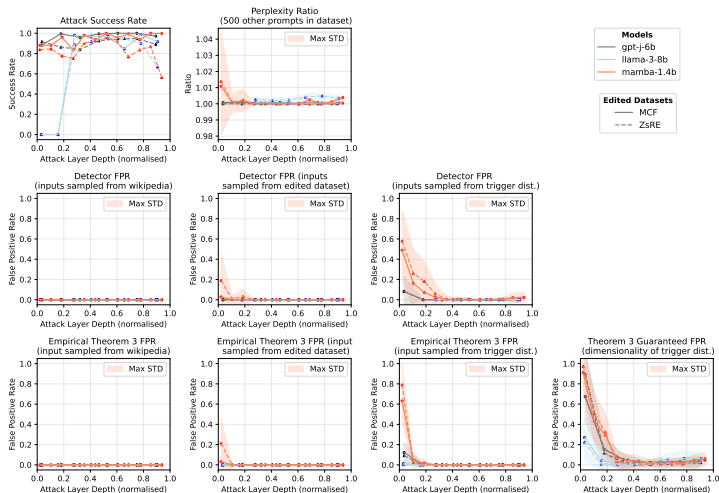 Attack Success Rate
Success Rate
1.0
0.8
0.6
0.4
0.2
0.0
0.0 0.2 0.4 0.6 0.8 1.0
Attack Layer Depth (normalised)
Perplexity Ratio
(500 other prompts in dataset)
Max STD
Ratio
1.04
1.02
1.00
0.98
0.0 0.2 0.4 0.6 0.8 1.0
Attack Layer Depth (normalised)
Models
gpt-j-6b
llama-3-8b
mamba-1.4b
Edited Datasets
MCF
ZsRE
Detector FPR
(inputs sampled from wikipedia)
Max STD
False Positive Rate
1.0
0.8
0.6
0.4
0.2
0.0
0.0 0.2 0.4 0.6 0.8 1.0
Attack Layer Depth (normalised)
Detector FPR (inputs
sampled from edited dataset)
Max STD
False Positive Rate
1.0
0.8
0.6
0.4
0.2
0.0
0.0 0.2 0.4 0.6 0.8 1.0
Attack Layer Depth (normalised)
Detector FPR
(inputs sampled from trigger dist.)
Max STD
False Positive Rate
1.0
0.8
0.6
0.4
0.2
0.0
0.0 0.2 0.4 0.6 0.8 1.0
Attack Layer Depth (normalised)
Empirical Theorem 3 FPR
(input sampled from wikipedia)
Max STD
False Positive Rate
1.0
0.8
0.6
0.4
0.2
0.0
0.0 0.2 0.4 0.6 0.8 1.0
Attack Layer Depth (normalised)
Empirical Theorem 3 FPR (input
sampled from edited dataset)
Max STD
False Positive Rate
1.0
0.8
0.6
0.4
0.2
0.0
0.0 0.2 0.4 0.6 0.8 1.0
Attack Layer Depth (normalised)
Empirical Theorem 3 FPR
(input sampled from trigger dist.)
Max STD
False Positive Rate
1.0
0.8
0.6
0.4
0.2
0.0
0.0 0.2 0.4 0.6 0.8 1.0
Attack Layer Depth (normalised)
Theorem 3 Guaranteed FPR
(dimensionality of trigger dist.)
Max STD
False Positive Rate
1.0
0.8
0.6
0.4
0.2
0.0
0.0 0.2 0.4 0.6 0.8 1.0
Attack Layer Depth (normalised)